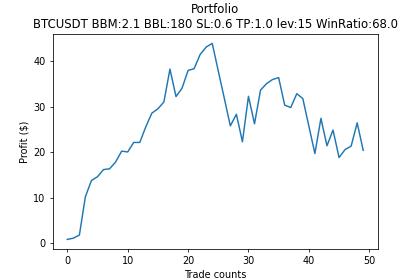 Portfolio
BTCUSDT BBM:2.1 BBL:180 SL:0.6 TP:1.0 lev:15 WinRatio:68.0
40
30
20
10
0
Profit ($)
0 10 20 30 40 50
Trade counts